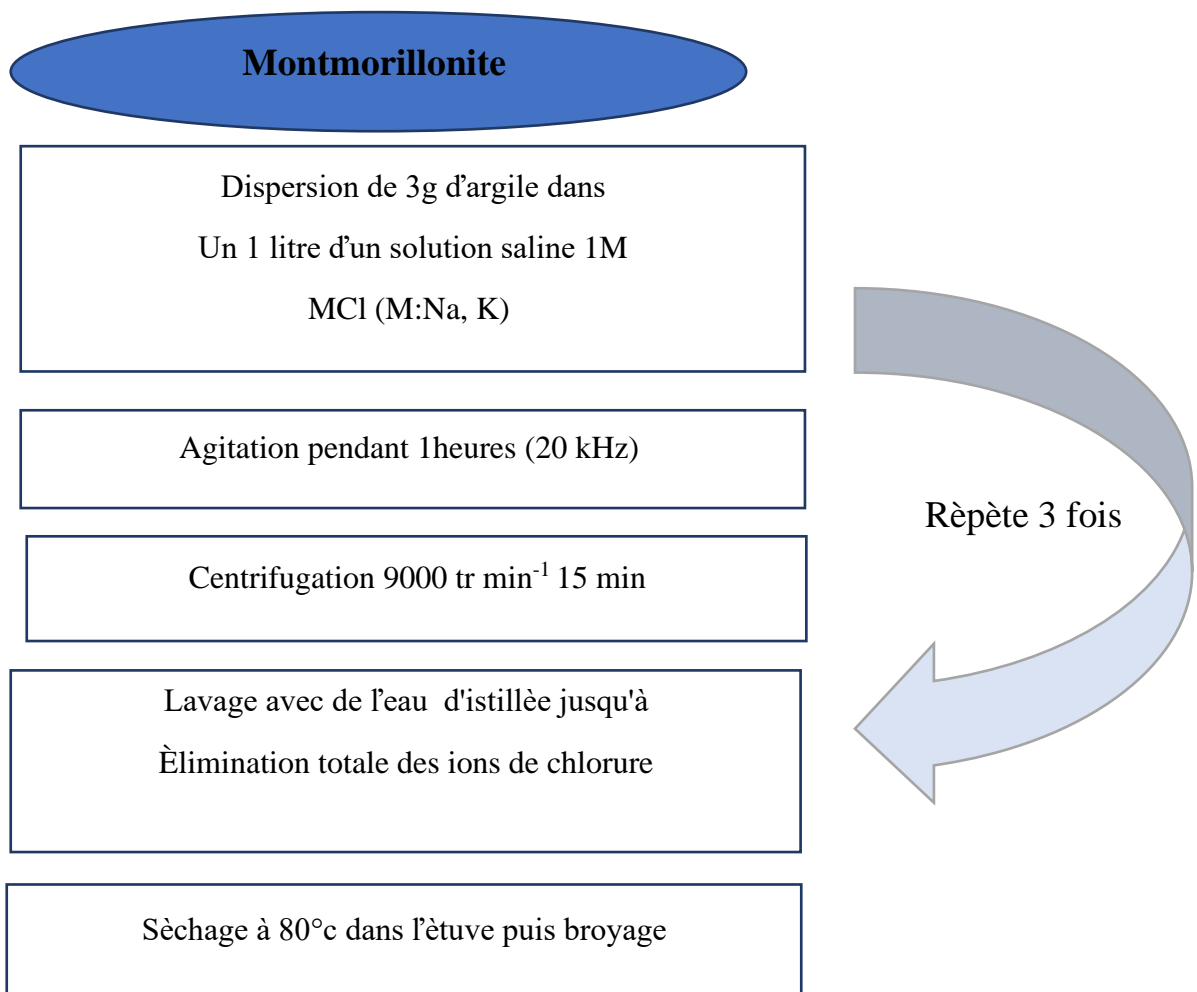 Montmorillonite
Dispersion de 3g d'argile dans
Un 1 litre d'un solution saline 1M
MCl (M:Na, K)
Agitation pendant 1heures (20 kHz)
Rèpète 3 fois
Centrifugation 9000 tr min⁻¹ 15 min
Lavage avec de l'eau  d'istillèe jusqu'à
Èlimination totale des ions de chlorure
Sèchage à 80°c dans l'ètuve puis broyage